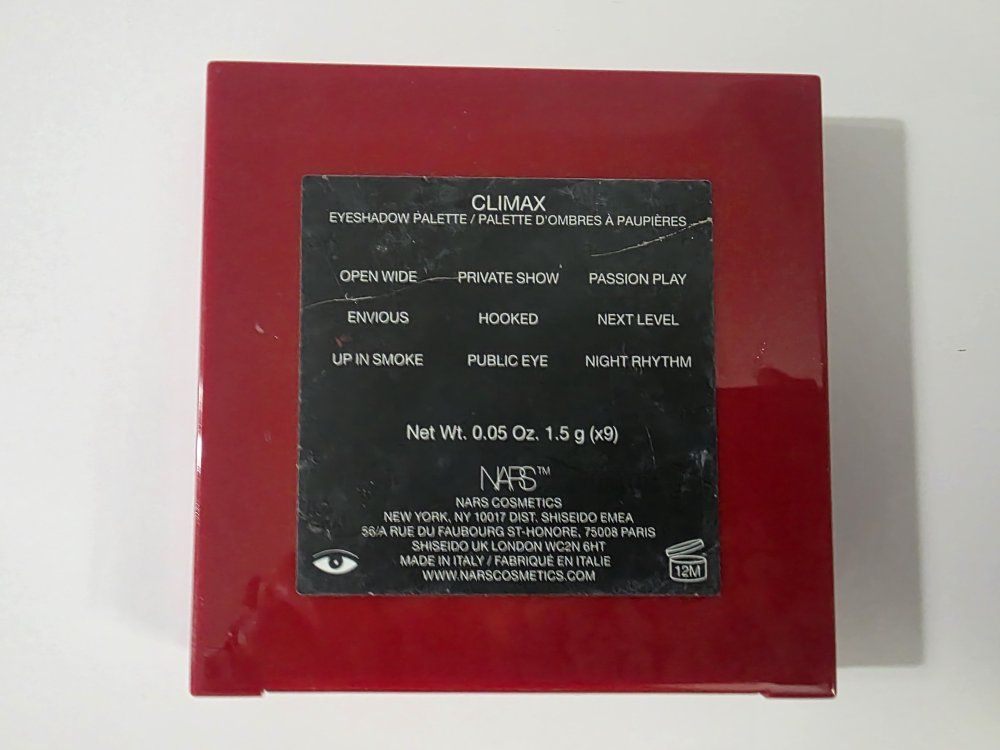 CLIMAX
EYESHADOW PALETTE / PALETTE D'OMBRES À PAUPIÈRES
OPEN WIDE PRIVATE SHOW PASSION PLAY
ENVIOUS HOOKED NEXT LEVEL
UP IN SMOKE PUBLIC EYE NIGHT RHYTHM
Net Wt. 0.05 Oz. 1.5 g (x9)
NARS™
NARS COSMETICS
NEW YORK, NY 10017 DIST. SHISEIDO EMEA
56/A RUE DU FAUBOURG ST-HONORE, 75008 PARIS
SHISEIDO UK LONDON WC2N 6HT
MADE IN ITALY / FABRIQUÉ EN ITALIE
WWW.NARSCOSMETICS.COM
12M